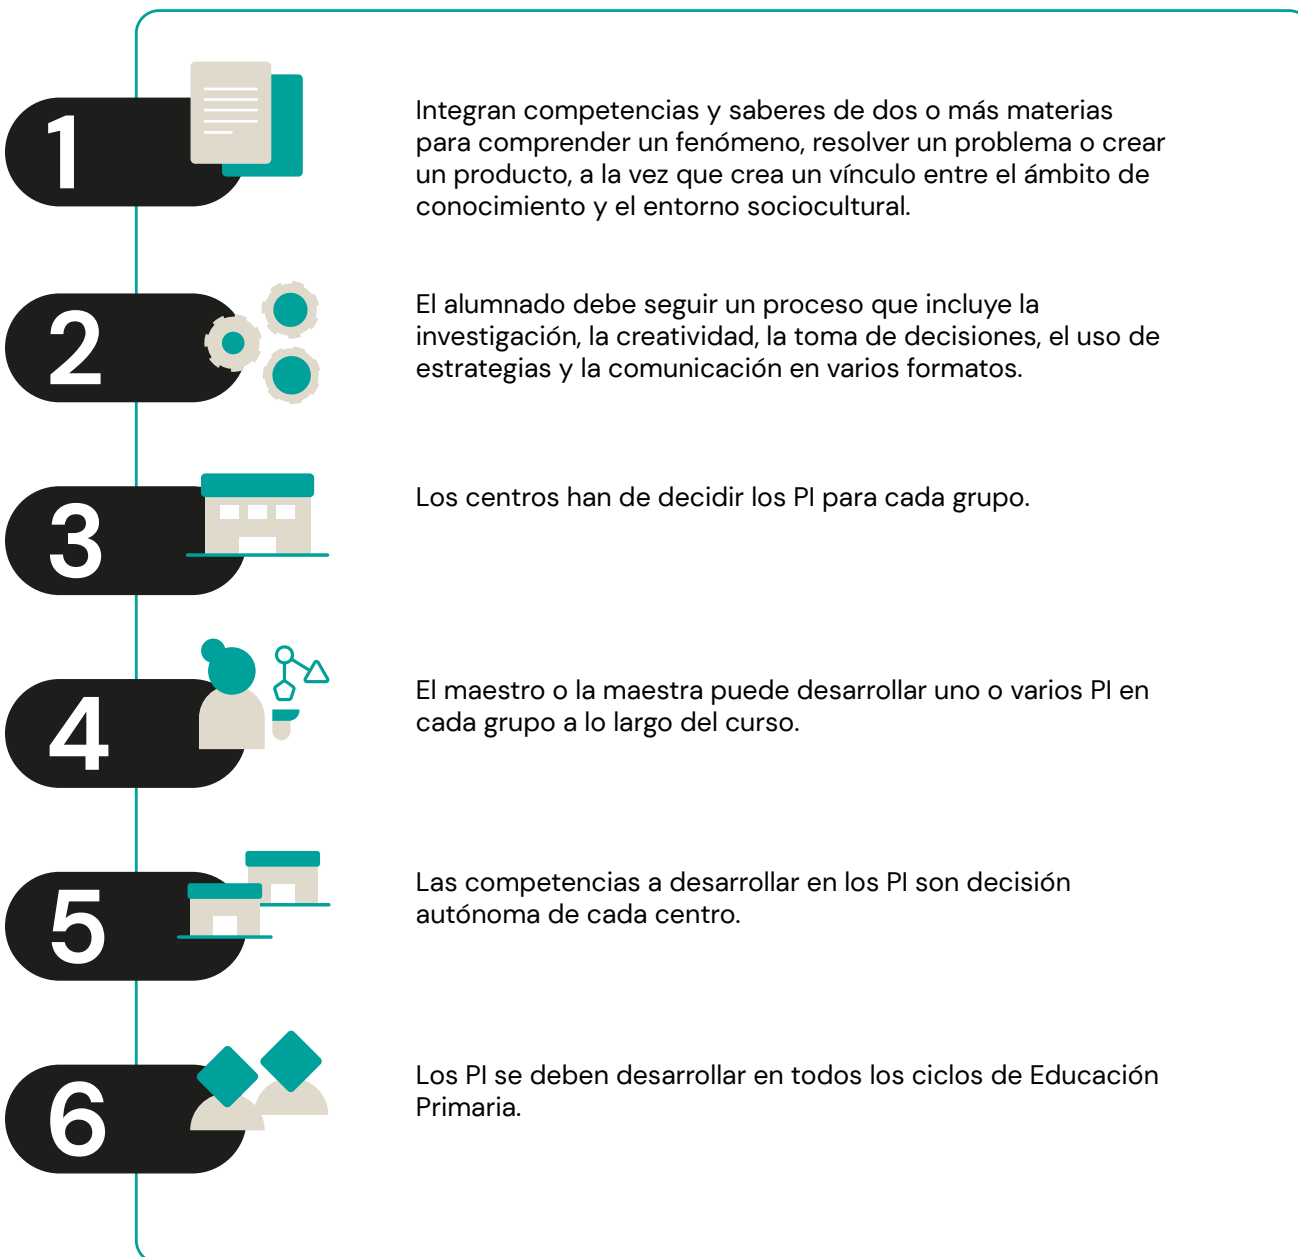 1
Integran competencias y saberes de dos o más materias
para comprender un fenómeno, resolver un problema o crear
un producto, a la vez que crea un vínculo entre el ámbito de
conocimiento y el entorno sociocultural.
2
El alumnado debe seguir un proceso que incluye la
investigación, la creatividad, la toma de decisiones, el uso de
estrategias y la comunicación en varios formatos.
3
Los centros han de decidir los PI para cada grupo.
4
El maestro o la maestra puede desarrollar uno o varios PI en
cada grupo a lo largo del curso.
5
Las competencias a desarrollar en los PI son decisión
autónoma de cada centro.
6
Los PI se deben desarrollar en todos los ciclos de Educación
Primaria.